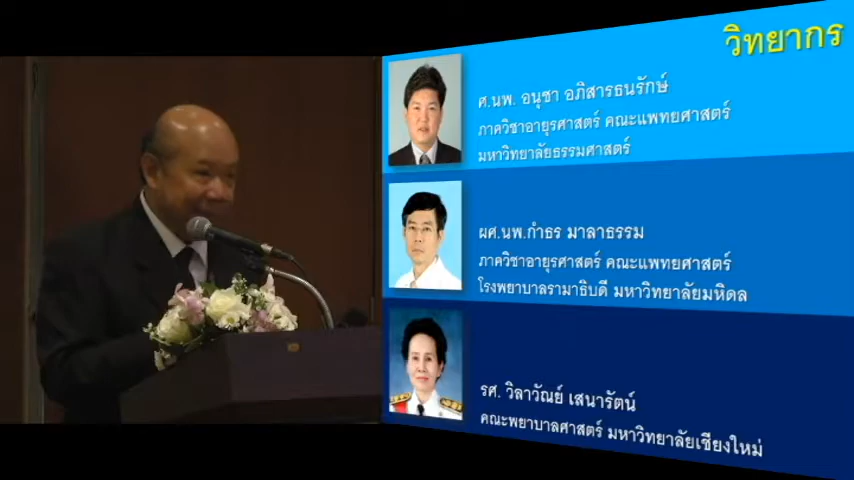 วิทยากร
ศ.นพ. อนุชา อภิสารธนรักษ์
ภาควิชาอายุรศาสตร์ คณะแพทยศาสตร์
มหาวิทยาลัยธรรมศาสตร์
ผศ.นพ.กำธร มาลาธรรม
ภาควิชาอายุรศาสตร์ คณะแพทยศาสตร์
โรงพยาบาลรามาธิบดี มหาวิทยาลัยมหิดล
รศ. วิลาวัณย์ เสนารัตน์
คณะพยาบาลศาสตร์ มหาวิทยาลัยเชียงใหม่